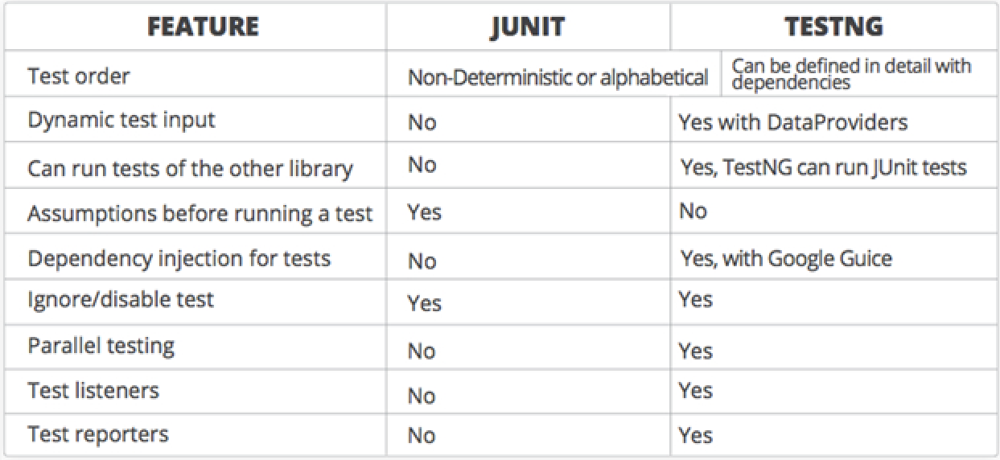 FEATURE JUNIT TESTNG
Test order Non-Deterministic or alphabetical Can be defined in detail with
dependencies
Dynamic test input No Yes with DataProviders
Can run tests of the other library No Yes, TestNG can run JUnit tests
Assumptions before running a test Yes No
Dependency injection for tests No Yes, with Google Guice
Ignore/disable test Yes Yes
Parallel testing No Yes
Test listeners No Yes
Test reporters No Yes